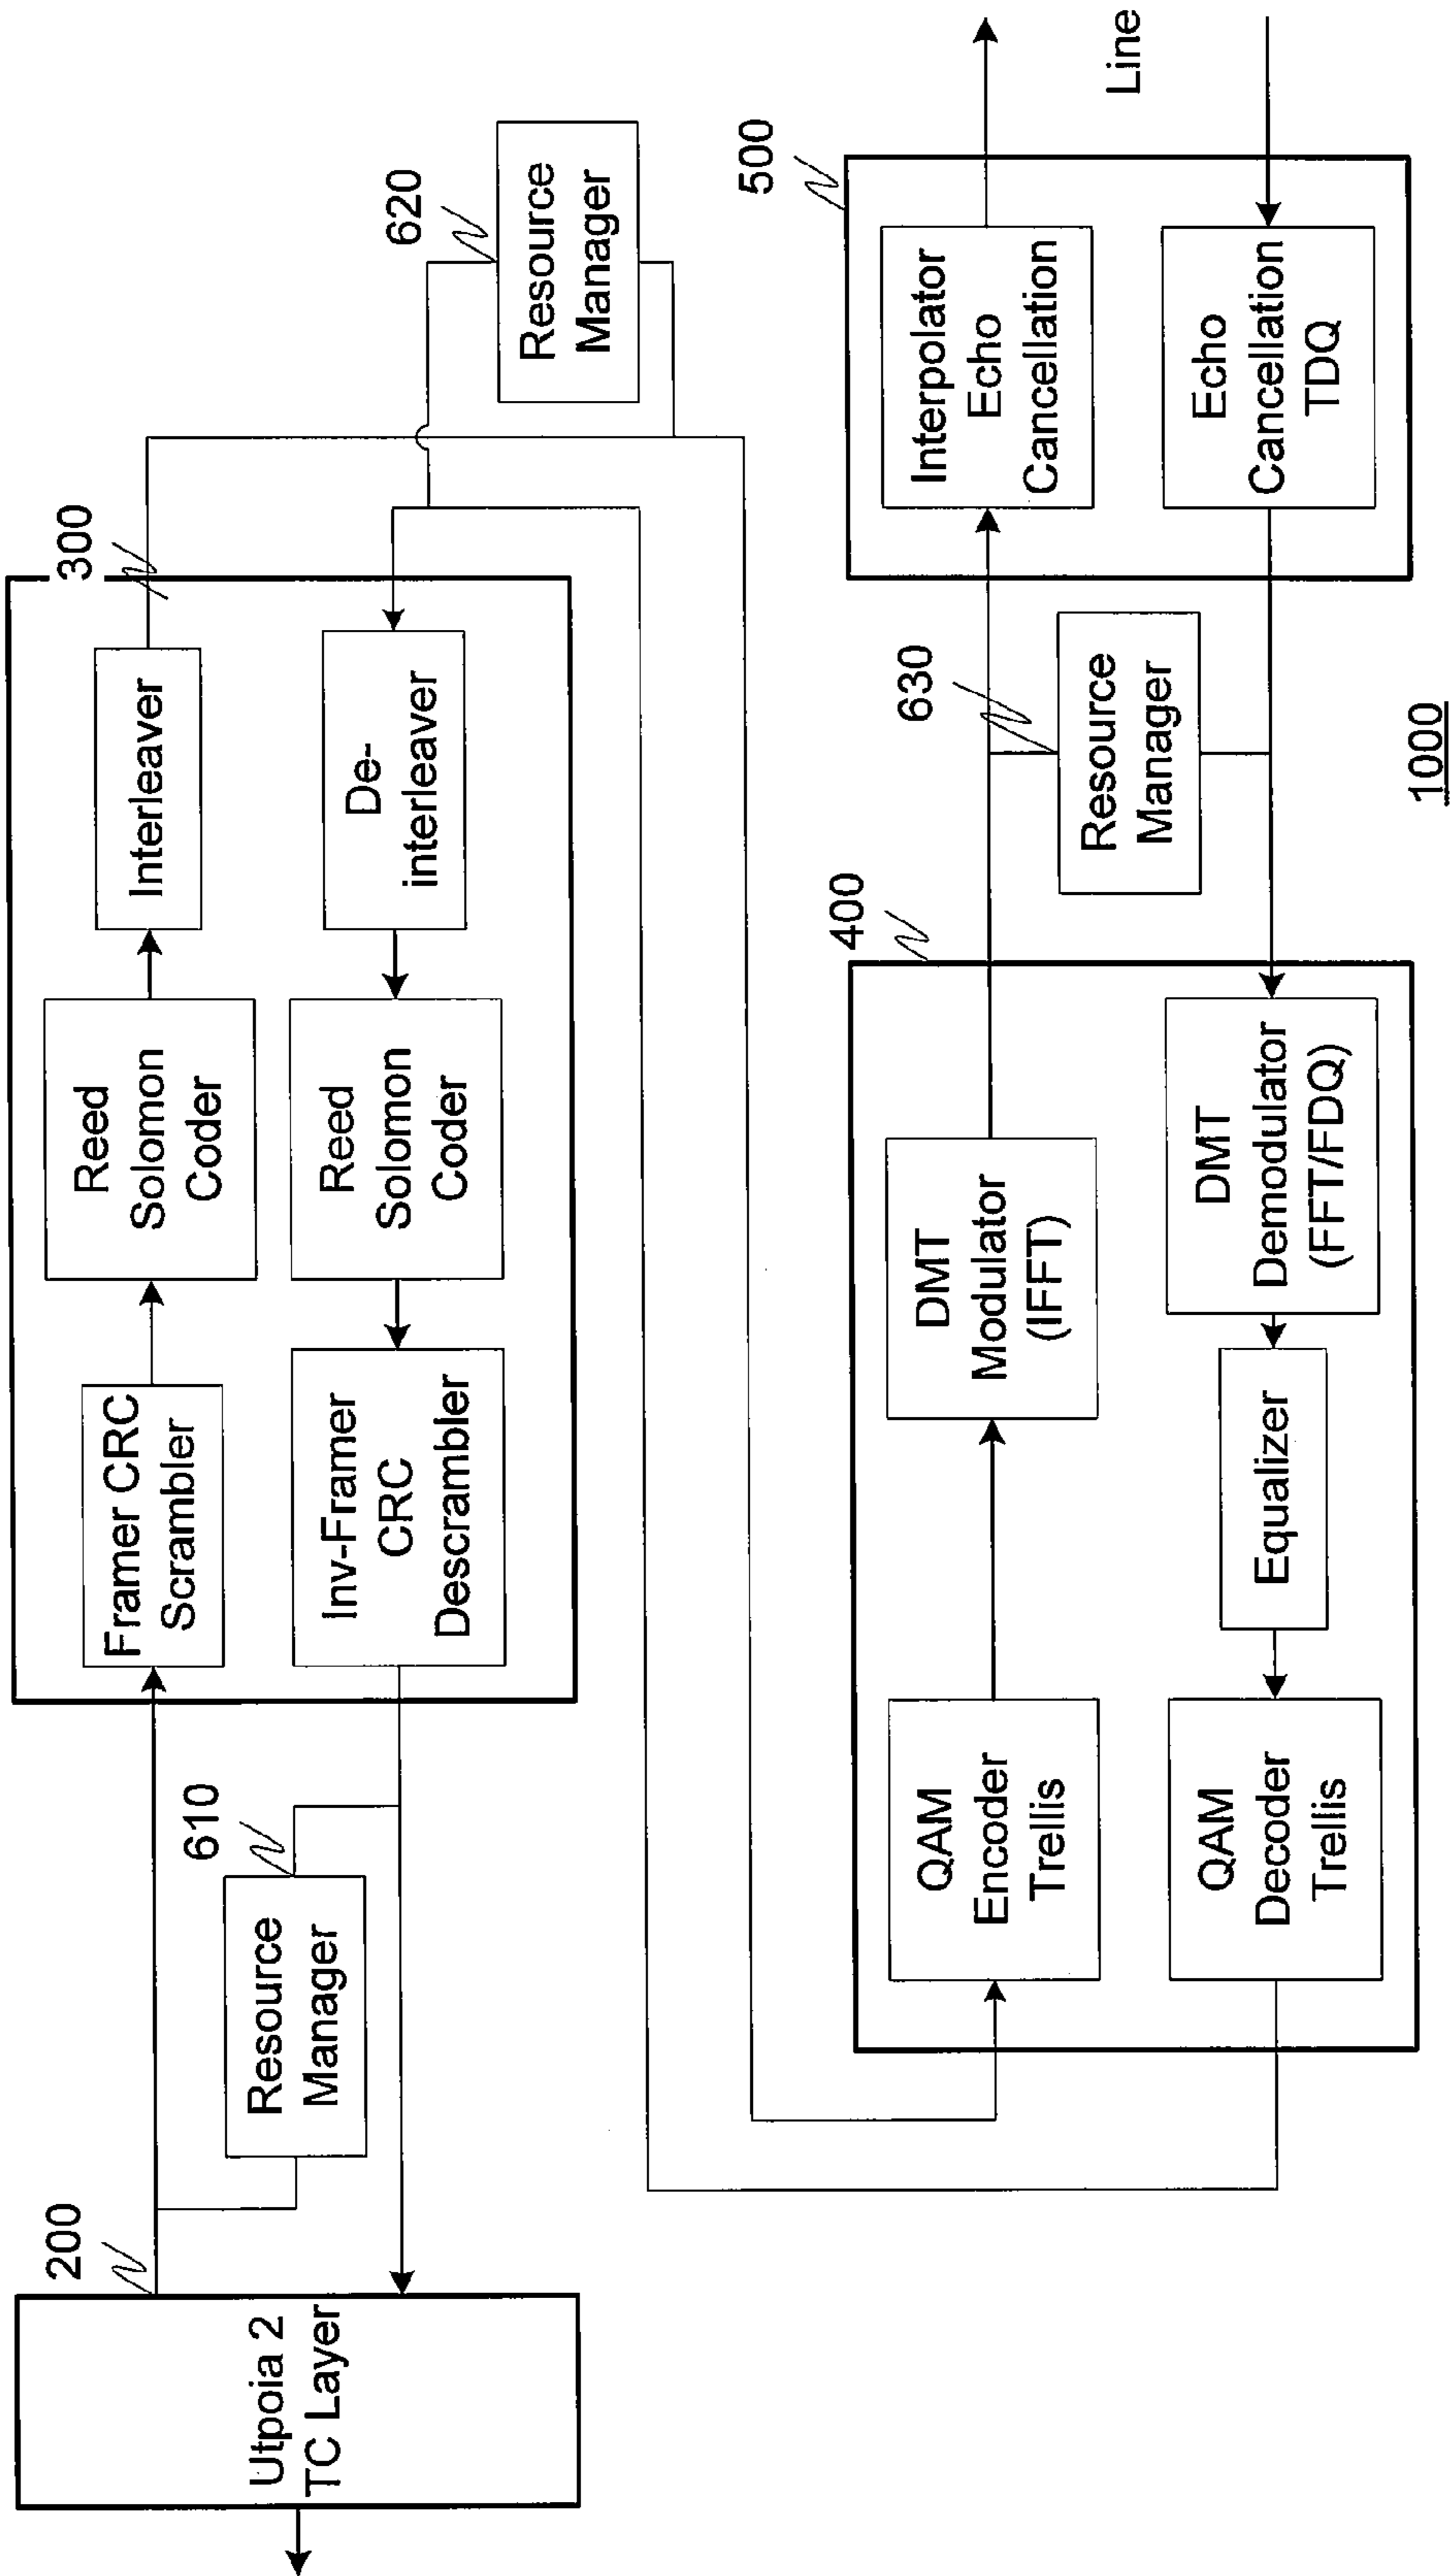 200
Utpoia 2
TC Layer
610
Resource
Manager
300
Framer CRC
Scrambler
Reed
Solomon
Coder
Interleaver
Inv-Framer
CRC
Descrambler
Reed
Solomon
Coder
De-
interleaver
620
Resource
Manager
400
QAM
Encoder
Trellis
DMT
Modulator
(IFFT)
QAM
Decoder
Trellis
Equalizer
DMT
Demodulator
(FFT/FDQ)
630
Resource
Manager
500
Interpolator
Echo
Cancellation
Echo
Cancellation
TDQ
Line
1000